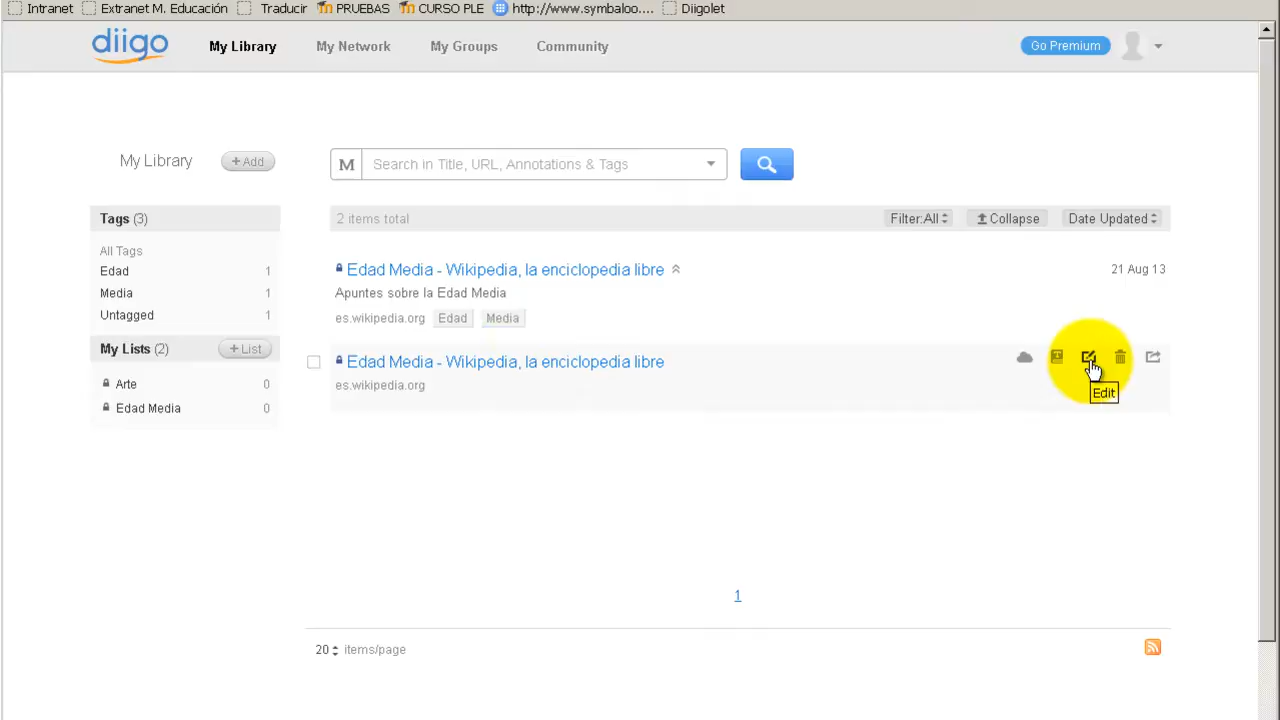 Intranet Extranet M. Educación Traducir PRUEBAS CURSO PLE http://www.symbaloo.... Diigolet
diigo My Library My Network My Groups Community Go Premium
My Library + Add M Search in Title, URL, Annotations & Tags
Tags (3) 2 items total Filter:All Collapse Date Updated
All Tags
Edad 1
Media 1
Untagged 1
My Lists (2) + List
Arte 0
Edad Media 0
Edad Media - Wikipedia, la enciclopedia libre 21 Aug 13
Apuntes sobre la Edad Media
es.wikipedia.org Edad Media
Edad Media - Wikipedia, la enciclopedia libre
es.wikipedia.org
Edit
1
20 items/page